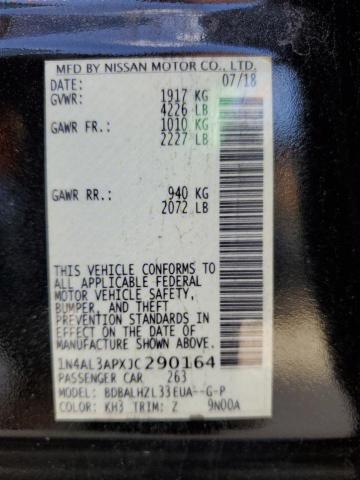 MFD BY NISSAN MOTOR CO., LTD.
DATE: 07/18
GVWR: 1917 KG
4226 LB
GAWR FR.: 1010 KG
2227 LB
GAWR RR.: 940 KG
2072 LB
THIS VEHICLE CONFORMS TO
ALL APPLICABLE FEDERAL
MOTOR VEHICLE SAFETY,
BUMPER, AND THEFT
PREVENTION STANDARDS IN
EFFECT ON THE DATE OF
MANUFACTURE SHOWN ABOVE.
1N4AL3APXJC290164
PASSENGER CAR 263
MODEL: BDBALHZL33EUA--G-P
COLOR: KH3 TRIM: Z 9N00A